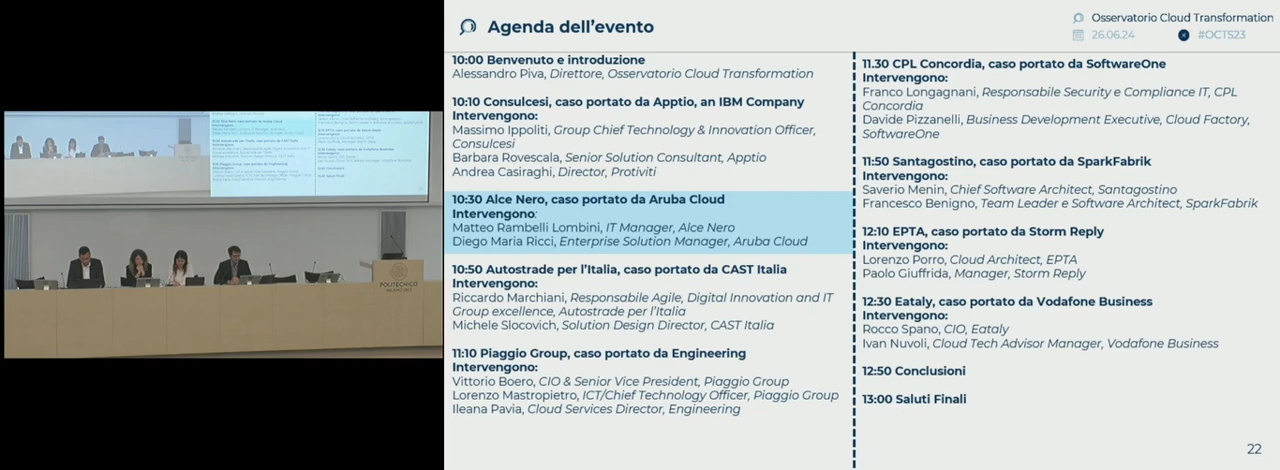 Agenda dell'evento
Osservatorio Cloud Transformation
26.06.24
#OCTS23
10:00 Benvenuto e introduzione
Alessandro Piva, Direttore, Osservatorio Cloud Transformation
10:10 Consulcesi, caso portato da Apptio, an IBM Company
Intervengono:
Massimo Ippoliti, Group Chief Technology & Innovation Officer,
Consulcesi
Barbara Rovescala, Senior Solution Consultant, Apptio
Andrea Casiraghi, Director, Protiviti
10:30 Alce Nero, caso portato da Aruba Cloud
Intervengono:
Matteo Rambelli Lombini, IT Manager, Alce Nero
Diego Maria Ricci, Enterprise Solution Manager, Aruba Cloud
10:50 Autostrade per l'Italia, caso portato da CAST Italia
Intervengono:
Riccardo Marchiani, Responsabile Agile, Digital Innovation and IT
Group excellence, Autostrade per l'Italia
Michele Slocovich, Solution Design Director, CAST Italia
11:10 Piaggio Group, caso portato da Engineering
Intervengono:
Vittorio Boero, CIO & Senior Vice President, Piaggio Group
Lorenzo Mastropietro, ICT/Chief Technology Officer, Piaggio Group
Ileana Pavia, Cloud Services Director, Engineering
11.30 CPL Concordia, caso portato da SoftwareOne
Intervengono:
Franco Longagnani, Responsabile Security e Compliance IT, CPL
Concordia
Davide Pizzanelli, Business Development Executive, Cloud Factory,
SoftwareOne
11:50 Santagostino, caso portato da SparkFabrik
Intervengono:
Saverio Menin, Chief Software Architect, Santagostino
Francesco Benigno, Team Leader e Software Architect, SparkFabrik
12:10 EPTA, caso portato da Storm Reply
Intervengono:
Lorenzo Porro, Cloud Architect, EPTA
Paolo Giuffrida, Manager, Storm Reply
12:30 Eataly, caso portato da Vodafone Business
Intervengono:
Rocco Spano, CIO, Eataly
Ivan Nuvoli, Cloud Tech Advisor Manager, Vodafone Business
12:50 Conclusioni
13:00 Saluti Finali
22
POLITECNICO